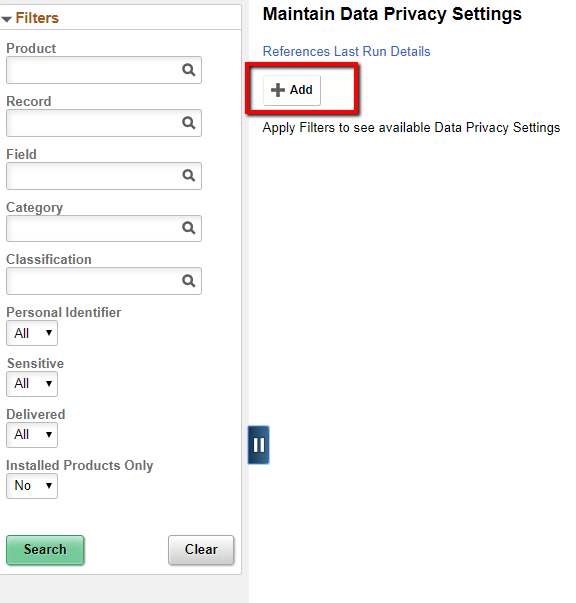 Filters
Product
Record
Field
Category
Classification
Personal Identifier
All
Sensitive
All
Delivered
All
Installed Products Only
No
Search Clear
Maintain Data Privacy Settings
References Last Run Details
Add
Apply Filters to see available Data Privacy Settings